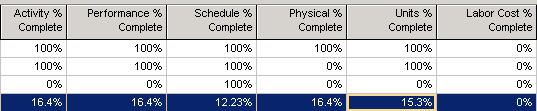 Activity % Performance % Schedule % Physical % Units % Labor Cost %
Complete Complete Complete Complete Complete Complete
100% 100% 100% 100% 100% 0%
100% 100% 100% 0% 100% 0%
0% 0% 100% 0% 0% 0%
16.4% 16.4% 12.23% 16.4% 15.3% 0%